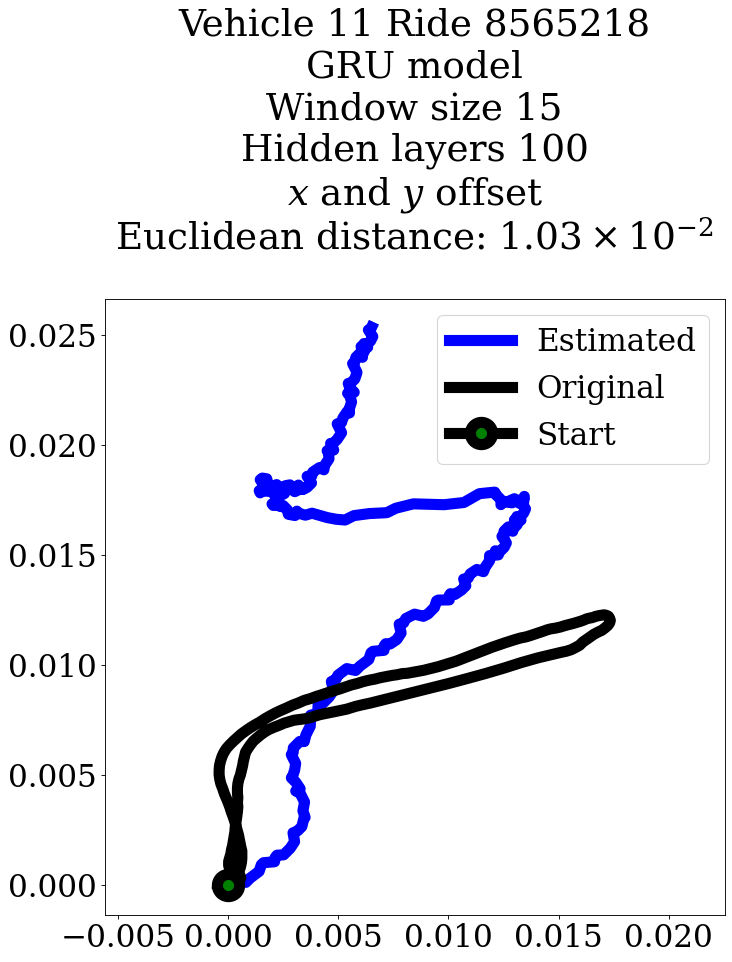 Vehicle 11 Ride 8565218
GRU model
Window size 15
Hidden layers 100
x and y offset
Euclidean distance: 1.03 × 10⁻²
Estimated
Original
Start
0.025
0.020
0.015
0.010
0.005
0.000
−0.005 0.000 0.005 0.010 0.015 0.020